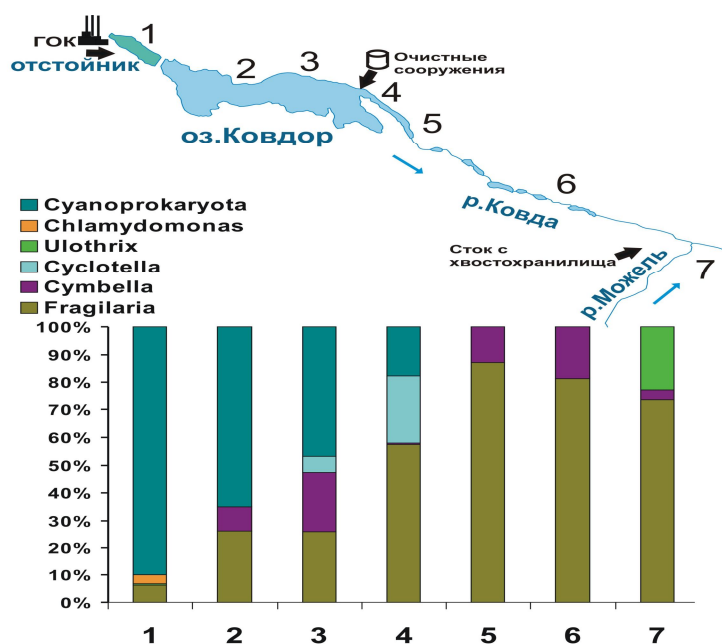 ГОК
1
отстойник
2
3
Очистные
сооружения
4
5
оз.Ковдор
6
р.Ковда
Сток с
хвостохранилища
р.Можель
7
Cyanoprokaryota
Chlamydomonas
Ulothrix
Cyclotella
Cymbella
Fragilaria
100%
90%
80%
70%
60%
50%
40%
30%
20%
10%
0%
1 2 3 4 5 6 7